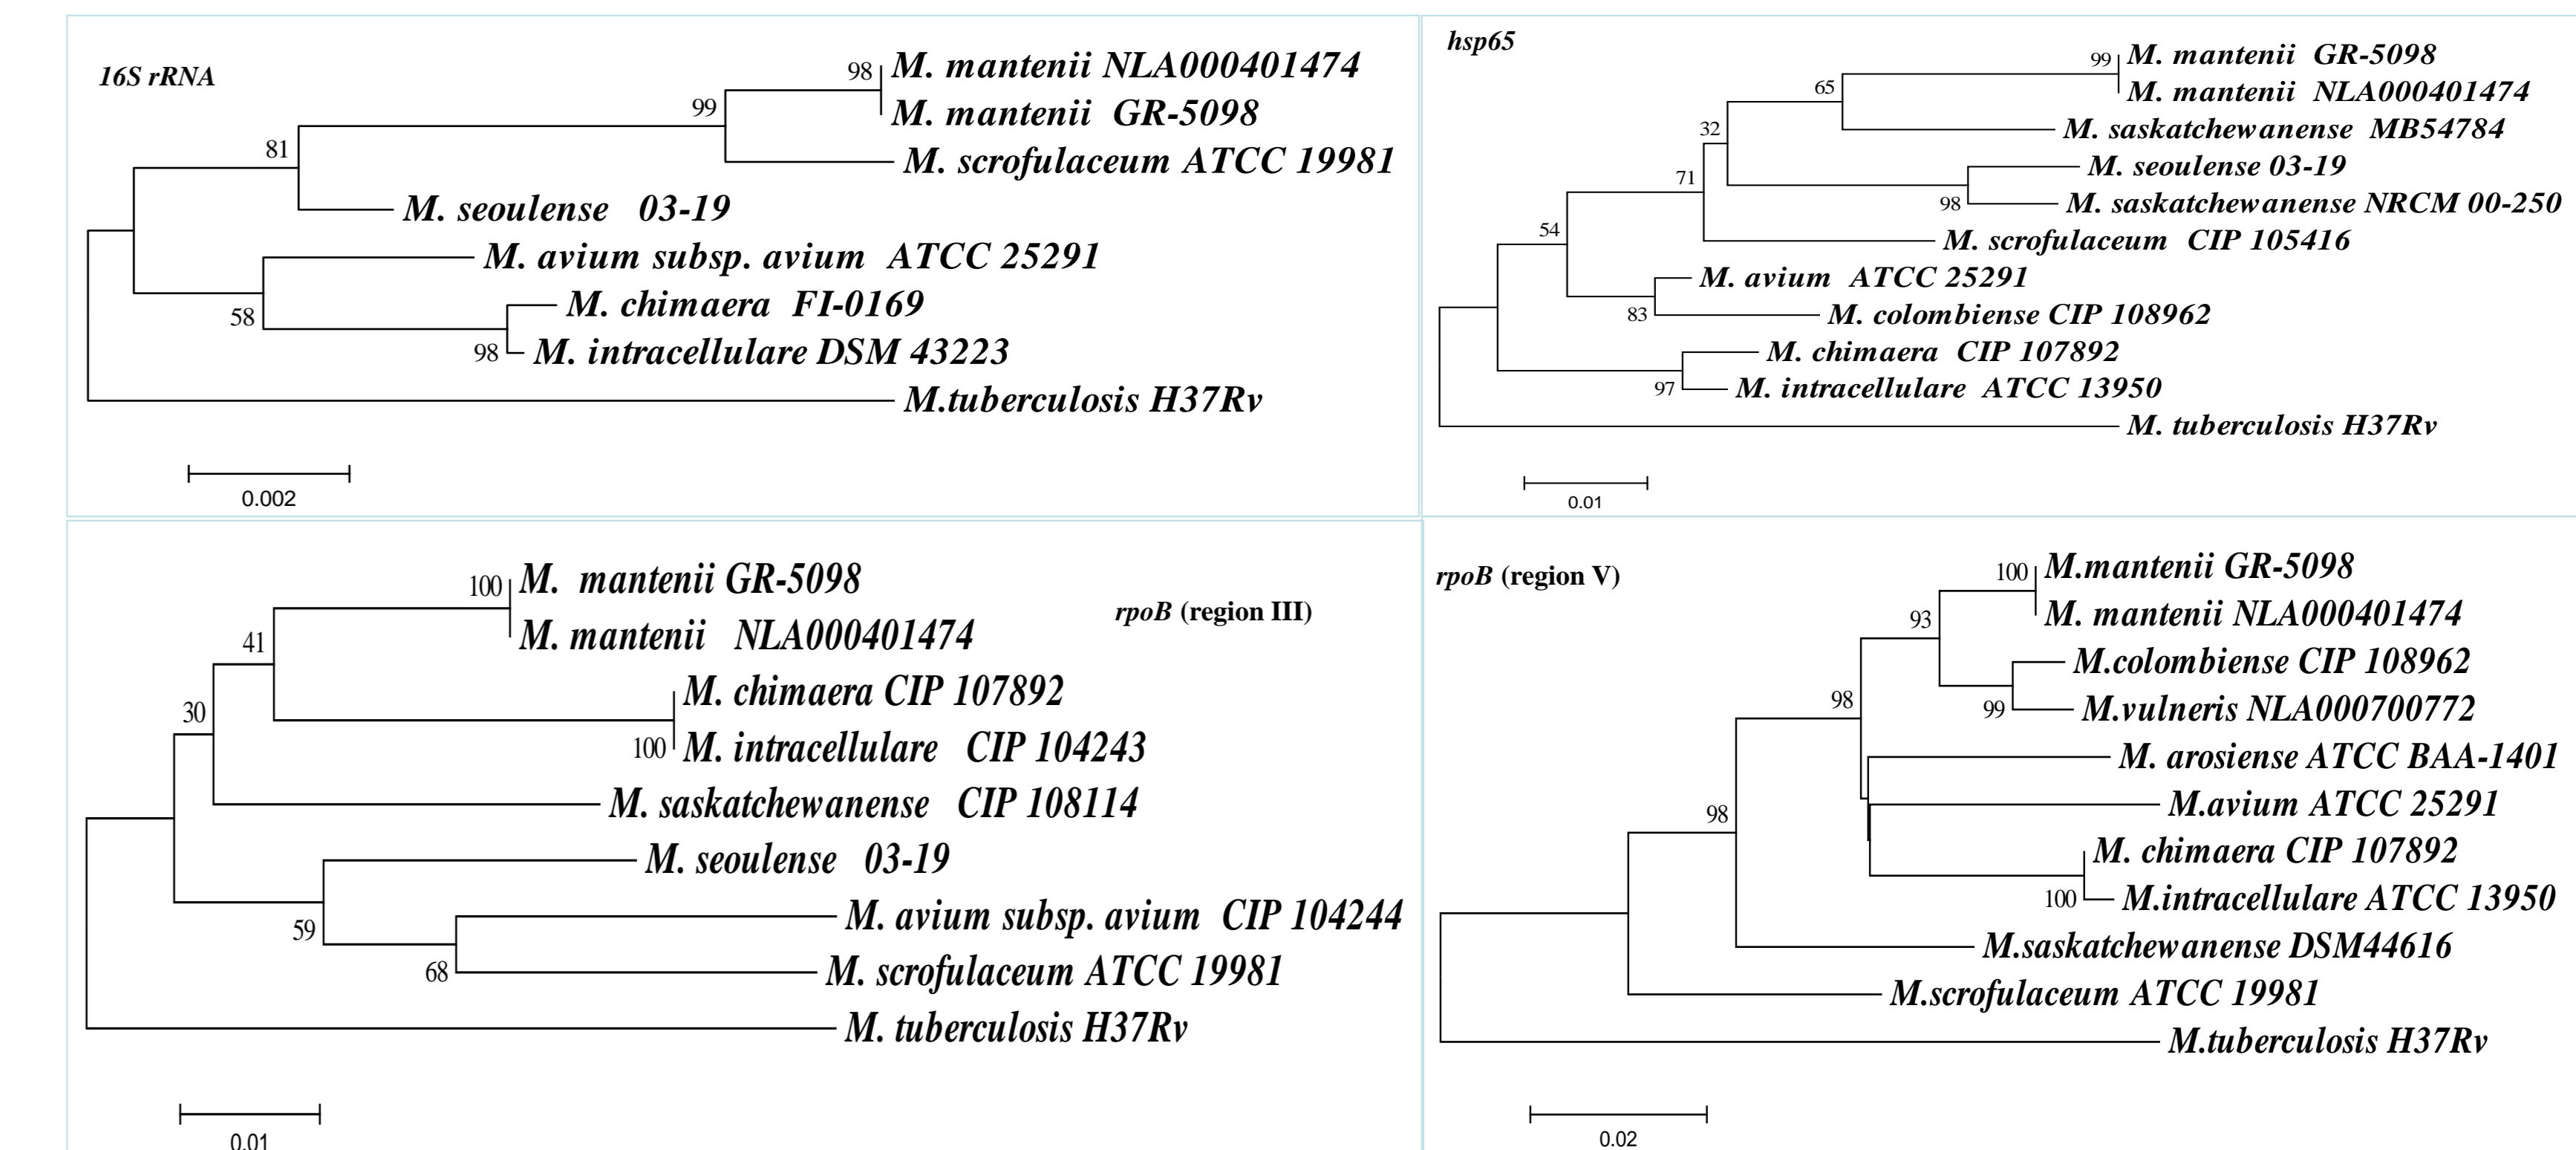 16S rRNA
98
M. mantenii NLA000401474
M. mantenii GR-5098
99
M. scrofulaceum ATCC 19981
81
M. seoulense 03-19
M. avium subsp. avium ATCC 25291
58
M. chimaera FI-0169
98
M. intracellulare DSM 43223
M.tuberculosis H37Rv
0.002
hsp65
99
M. mantenii GR-5098
M. mantenii NLA000401474
65
M. saskatchewanense MB54784
32
M. seoulense 03-19
98
M. saskatchewanense NRCM 00-250
71
M. scrofulaceum CIP 105416
54
M. avium ATCC 25291
83
M. colombiense CIP 108962
M. chimaera CIP 107892
97
M. intracellulare ATCC 13950
M. tuberculosis H37Rv
0.01
rpoB (region III)
100
M. mantenii GR-5098
M. mantenii NLA000401474
41
M. chimaera CIP 107892
100
M. intracellulare CIP 104243
30
M. saskatchewanense CIP 108114
M. seoulense 03-19
59
M. avium subsp. avium CIP 104244
68
M. scrofulaceum ATCC 19981
M. tuberculosis H37Rv
0.01
rpoB (region V)
100
M.mantenii GR-5098
M. mantenii NLA000401474
93
M.colombiense CIP 108962
99
M.vulneris NLA000700772
98
M. arosiense ATCC BAA-1401
M.avium ATCC 25291
98
M. chimaera CIP 107892
100
M.intracellulare ATCC 13950
M.saskatchewanense DSM44616
M.scrofulaceum ATCC 19981
M.tuberculosis H37Rv
0.02